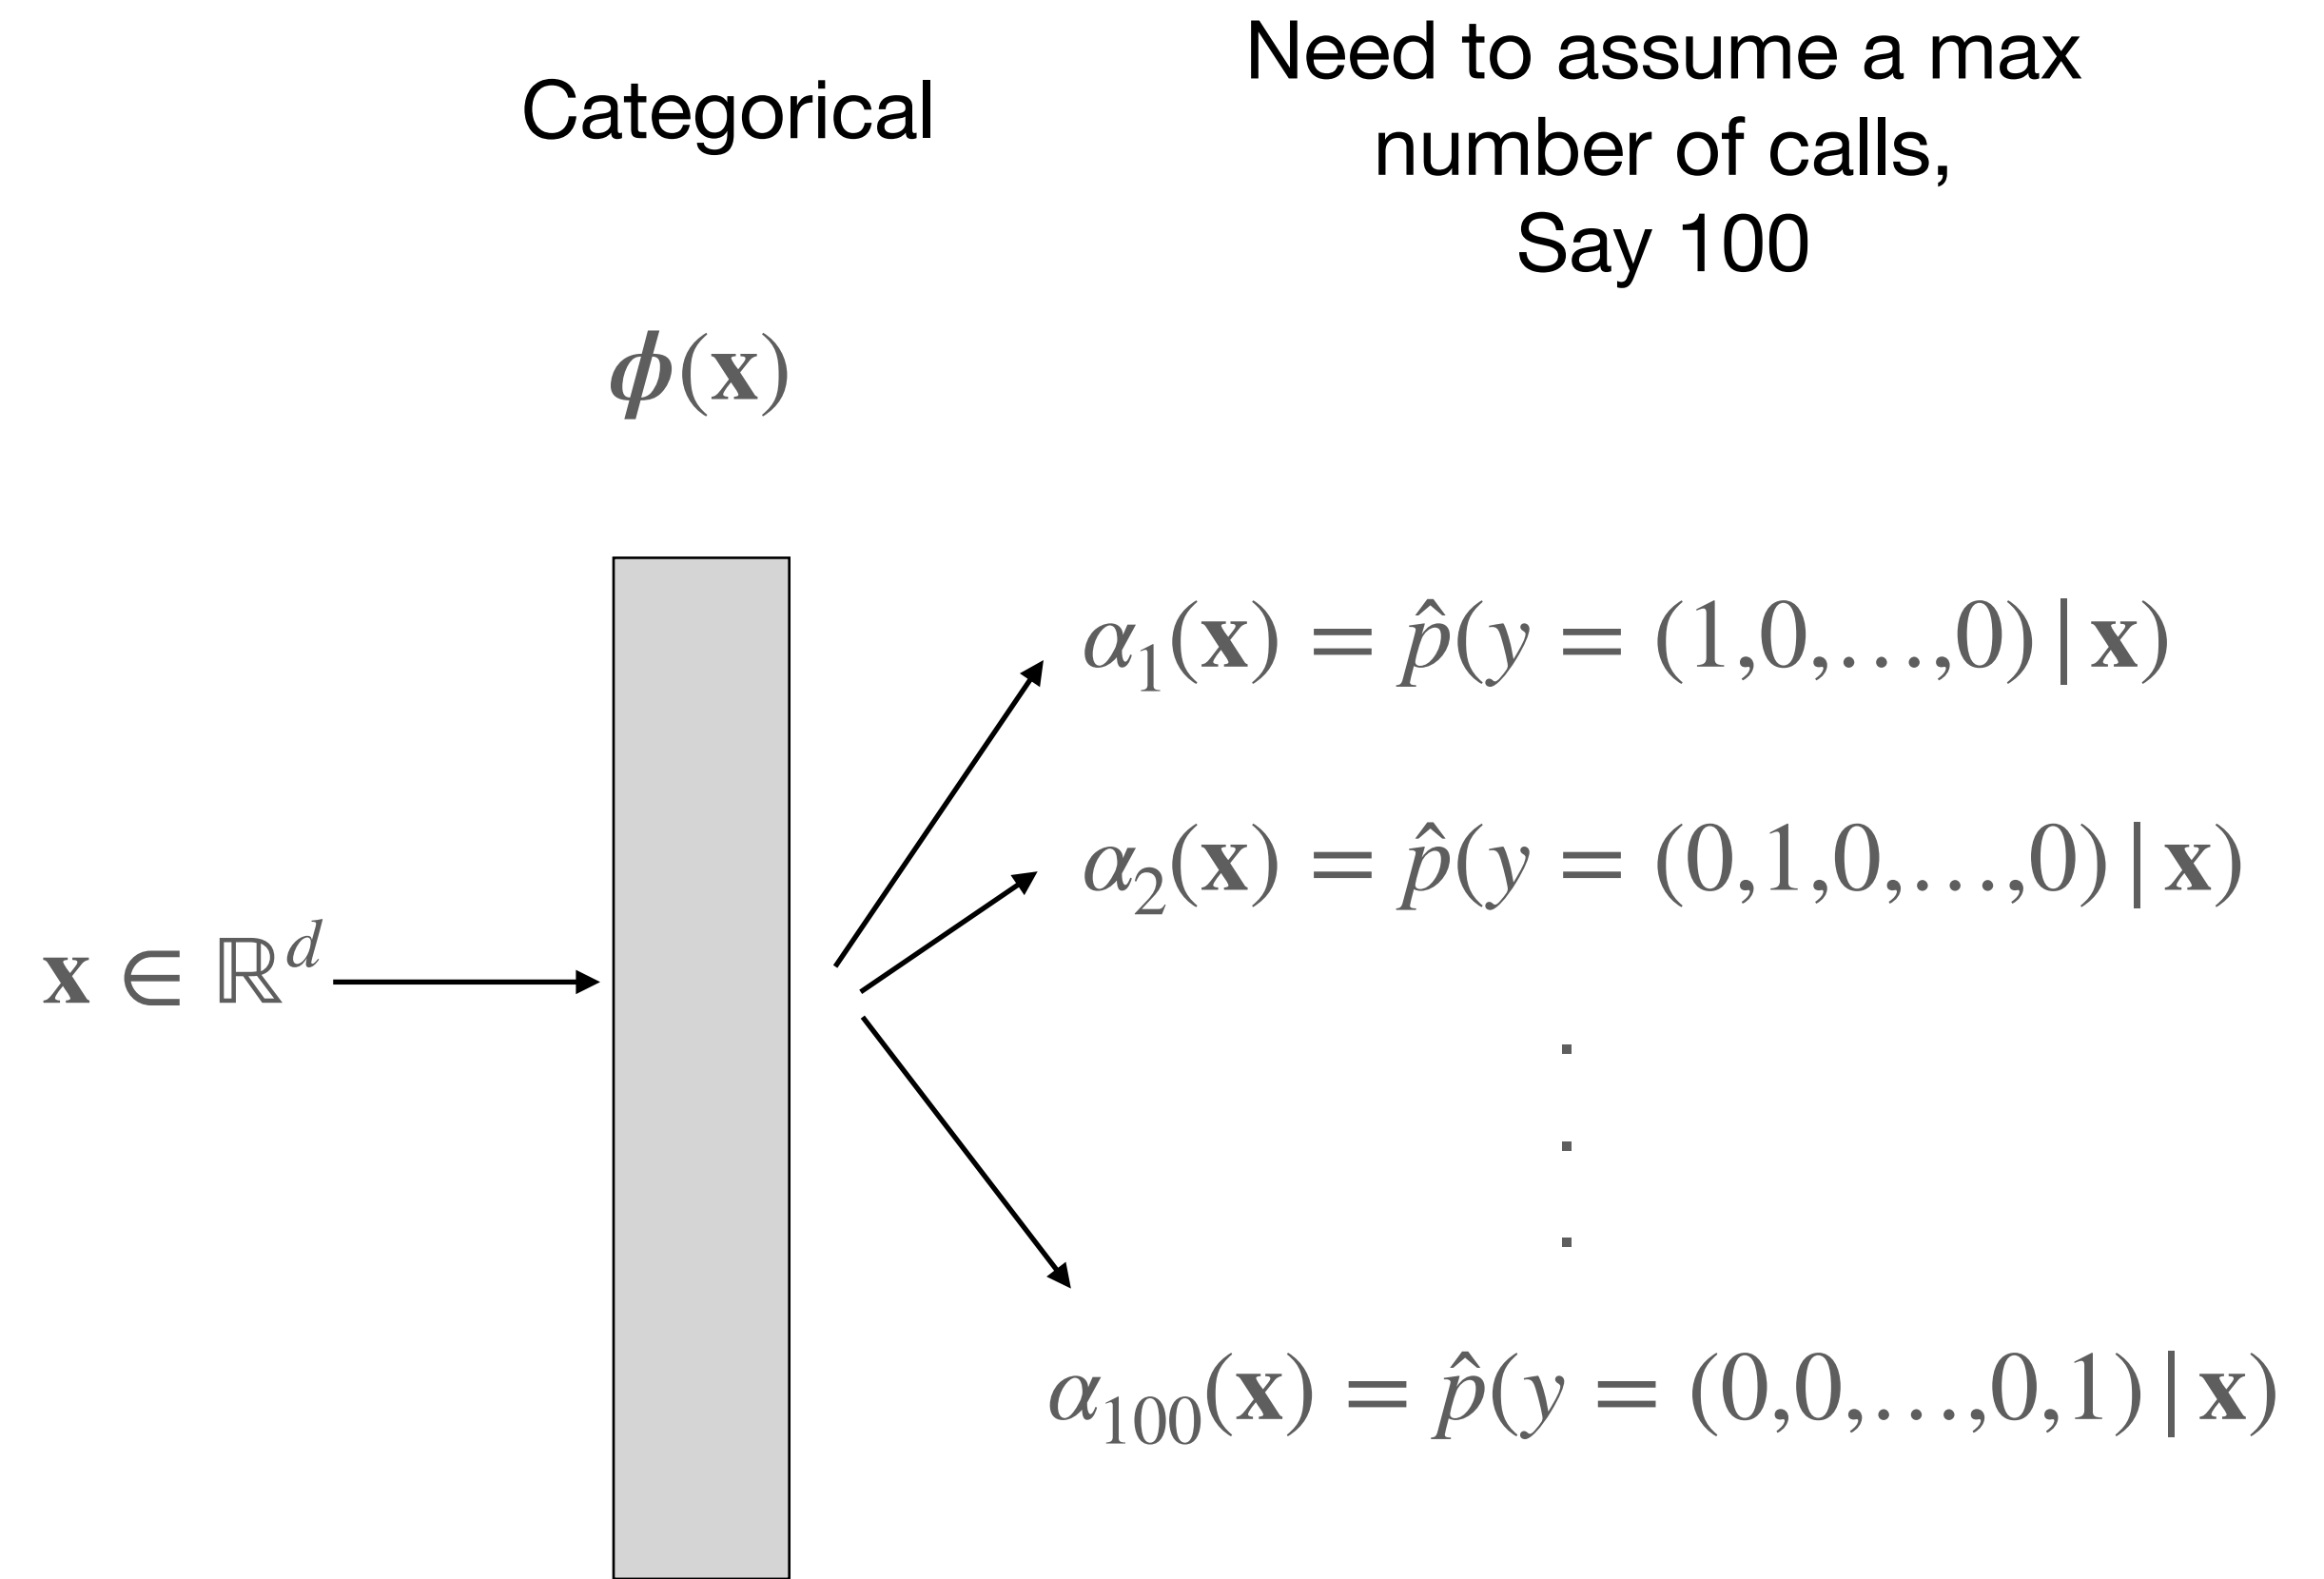 Categorical
Need to assume a max
number of calls,
Say 100
ϕ(x)
α₁(x) = p̂(y = (1,0,...,0) | x)
α₂(x) = p̂(y = (0,1,0,...,0) | x)
x ∈ ℝᵈ
.
.
.
α₁₀₀(x) = p̂(y = (0,0,...,0,1) | x)